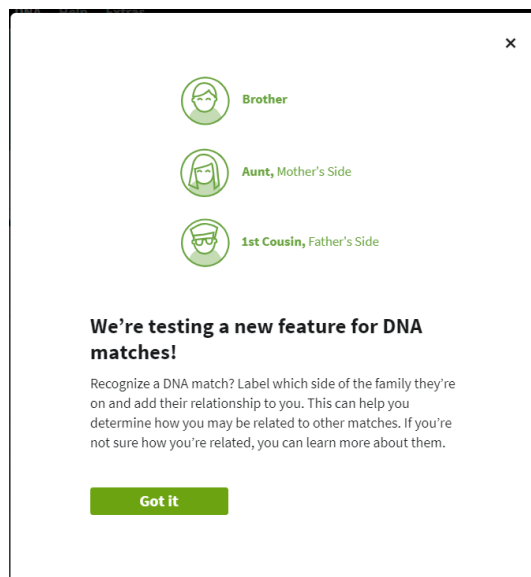 DNA Help Extras
Brother
Aunt, Mother's Side
1st Cousin, Father's Side
We're testing a new feature for DNA
matches!
Recognize a DNA match? Label which side of the family they're
on and add their relationship to you. This can help you
determine how you may be related to other matches. If you're
not sure how you're related, you can learn more about them.
Got it